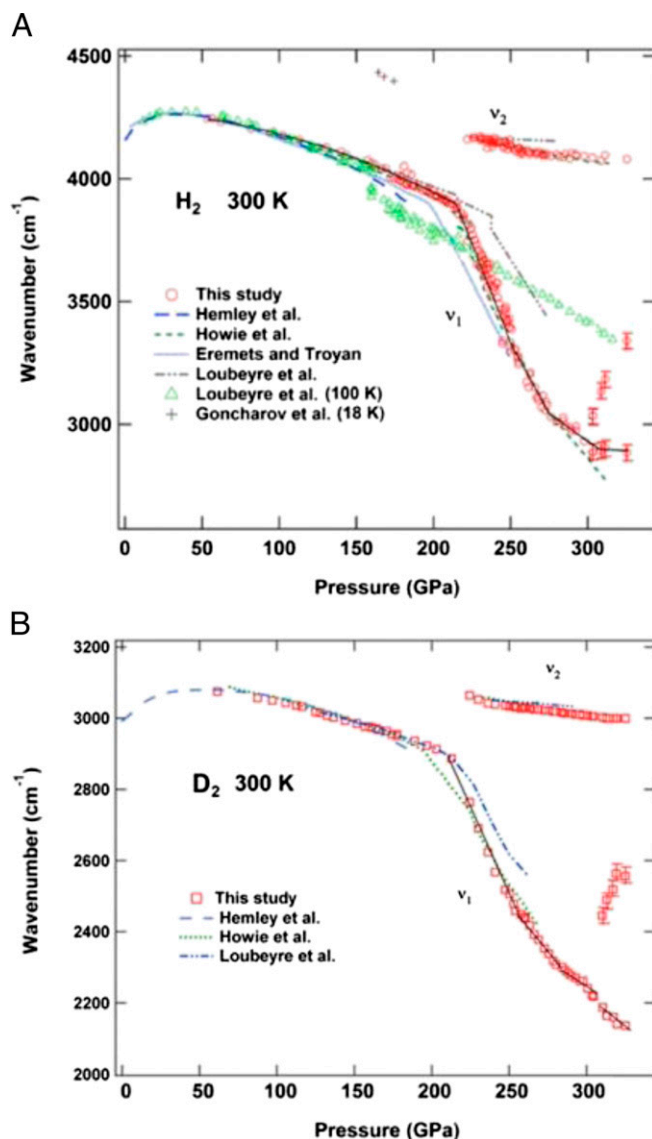 A
4500
4000
3500
3000
Wavenumber (cm⁻¹)
ν₂
H₂ 300 K
ν₁
This study
Hemley et al.
Howie et al.
Eremets and Troyan
Loubeyre et al.
Loubeyre et al. (100 K)
Goncharov et al. (18 K)
0 50 100 150 200 250 300
Pressure (GPa)
B
3200
3000
2800
2600
2400
2200
2000
Wavenumber (cm⁻¹)
ν₂
D₂ 300 K
ν₁
This study
Hemley et al.
Howie et al.
Loubeyre et al.
0 50 100 150 200 250 300
Pressure (GPa)